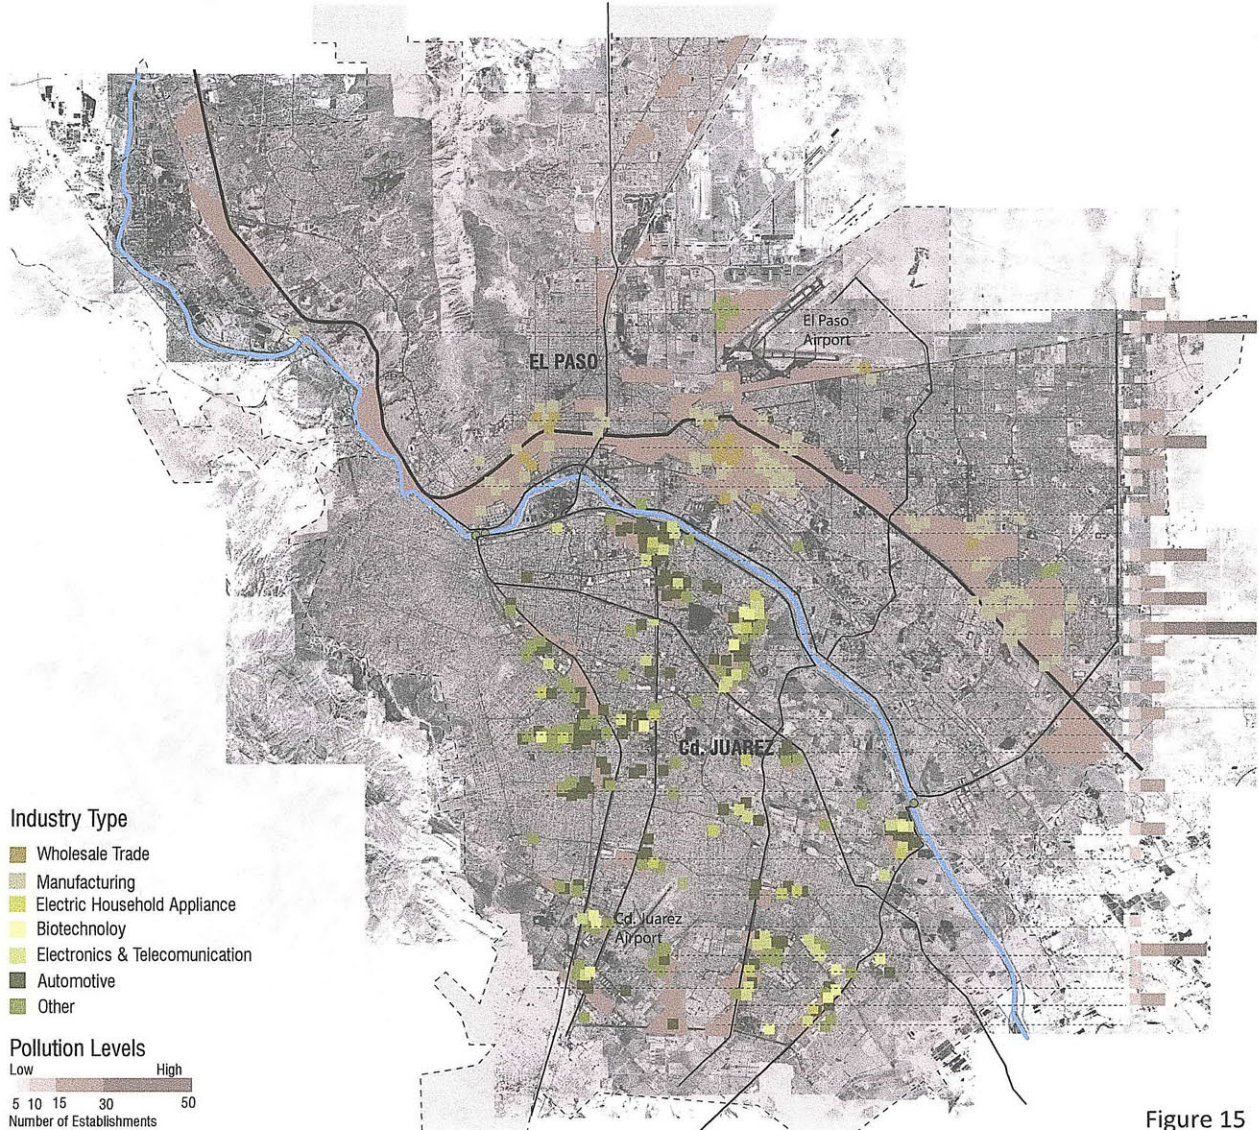 El Paso
Airport
EL PASO
Cd. JUAREZ
Cd. Juarez
Airport
Industry Type
Wholesale Trade
Manufacturing
Electric Household Appliance
Biotechnoloy
Electronics & Telecomunication
Automotive
Other
Pollution Levels
Low High
5 10 15 30 50
Number of Establishments
Figure 15